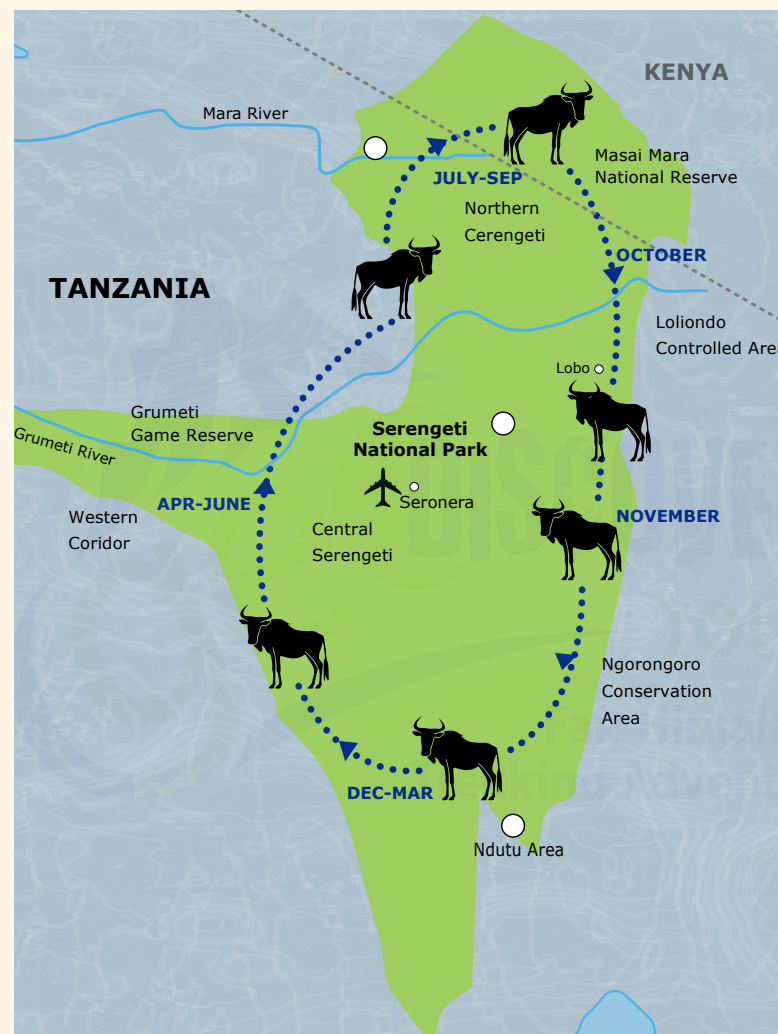 KENYA
Mara River
Masai Mara
National Reserve
JULY-SEP
Northern
Cerengeti
OCTOBER
TANZANIA
Loliondo
Controlled Area
Lobo
Grumeti
Game Reserve
Grumeti River
Serengeti
National Park
Seronera
APR-JUNE
Western
Coridor
Central
Serengeti
NOVEMBER
Ngorongoro
Conservation
Area
DEC-MAR
Ndutu Area